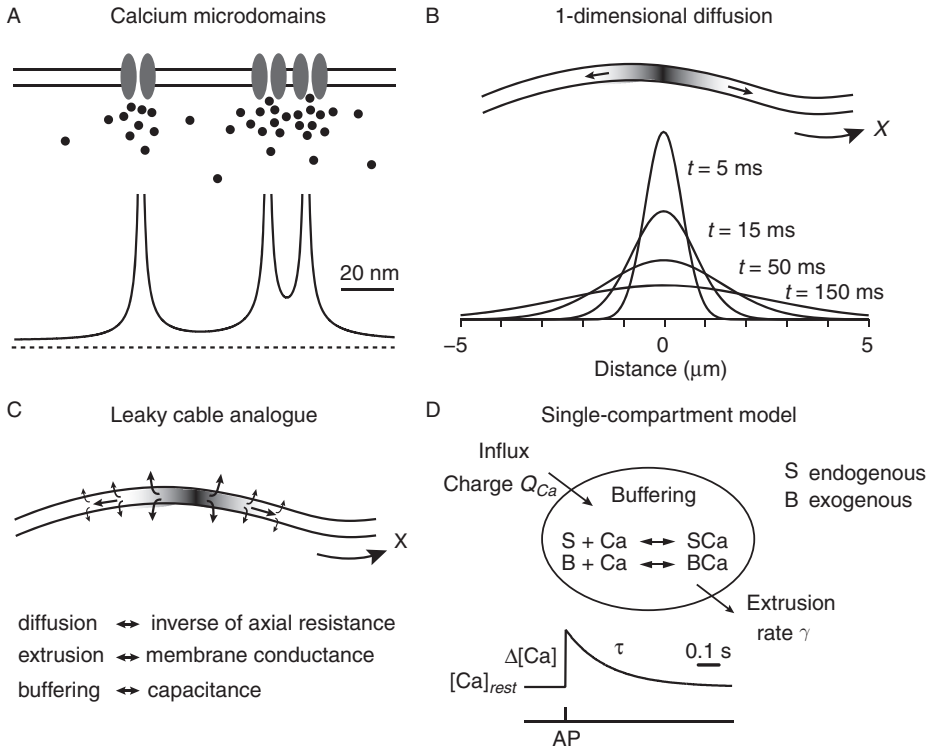 A
Calcium microdomains
20 nm
B
1-dimensional diffusion
X
t = 5 ms
t = 15 ms
t = 50 ms
t = 150 ms
−5
0
5
Distance (μm)
C
Leaky cable analogue
X
diffusion ↔ inverse of axial resistance
extrusion ↔ membrane conductance
buffering ↔ capacitance
D
Single-compartment model
Influx
Charge QCa
Buffering
S + Ca ↔ SCa
B + Ca ↔ BCa
S endogenous
B exogenous
Extrusion
rate γ
Δ[Ca]
τ
0.1 s
[Ca]rest
AP